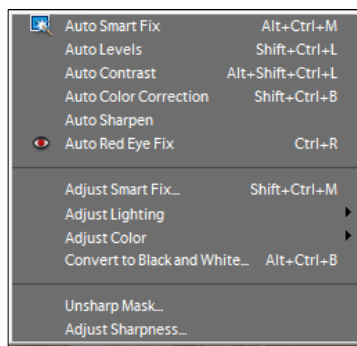 Auto Smart Fix Alt+Ctrl+M
Auto Levels Shift+Ctrl+L
Auto Contrast Alt+Shift+Ctrl+L
Auto Color Correction Shift+Ctrl+B
Auto Sharpen
Auto Red Eye Fix Ctrl+R
Adjust Smart Fix... Shift+Ctrl+M
Adjust Lighting
Adjust Color
Convert to Black and White... Alt+Ctrl+B
Unsharp Mask...
Adjust Sharpness...